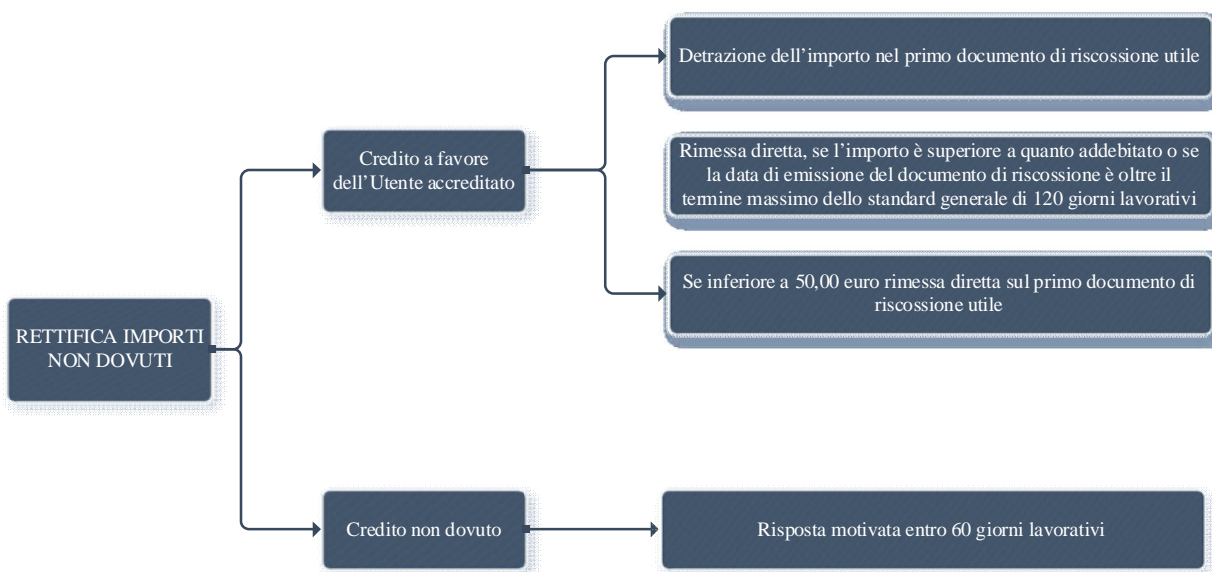 Detrazione dell’importo nel primo documento di riscossione utile
Credito a favore
dell’Utente accreditato
Rimessa diretta, se l’importo è superiore a quanto addebitato o se
la data di emissione del documento di riscossione è oltre il
termine massimo dello standard generale di 120 giorni lavorativi
Se inferiore a 50,00 euro rimessa diretta sul primo documento di
riscossione utile
RETTIFICA IMPORTI
NON DOVUTI
Credito non dovuto
Risposta motivata entro 60 giorni lavorativi